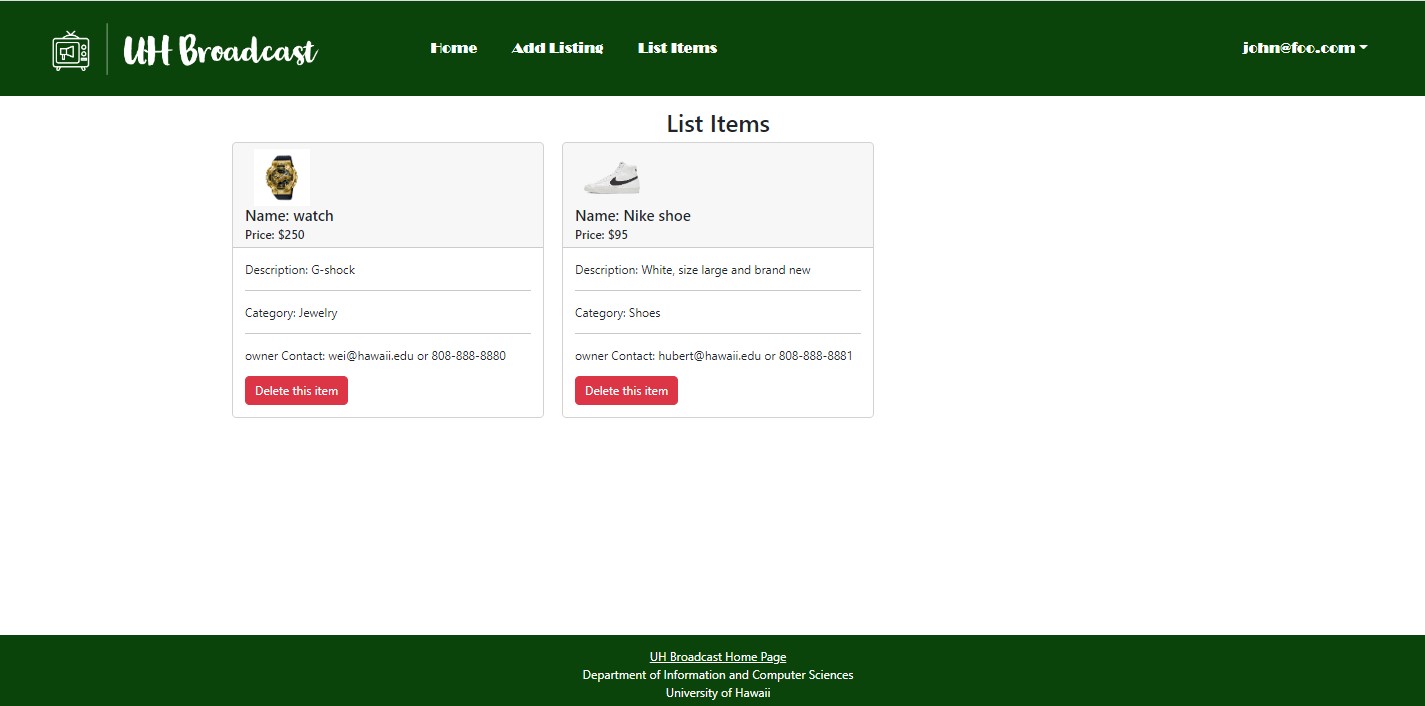 UH Broadcast
Home
Add Listing
List Items
john@foo.com
List Items
Name: watch
Price: $250
Description: G-shock
Category: Jewelry
owner Contact: wei@hawaii.edu or 808-888-8880
Delete this item
Name: Nike shoe
Price: $95
Description: White, size large and brand new
Category: Shoes
owner Contact: hubert@hawaii.edu or 808-888-8881
Delete this item
UH Broadcast Home Page
Department of Information and Computer Sciences
University of Hawaii